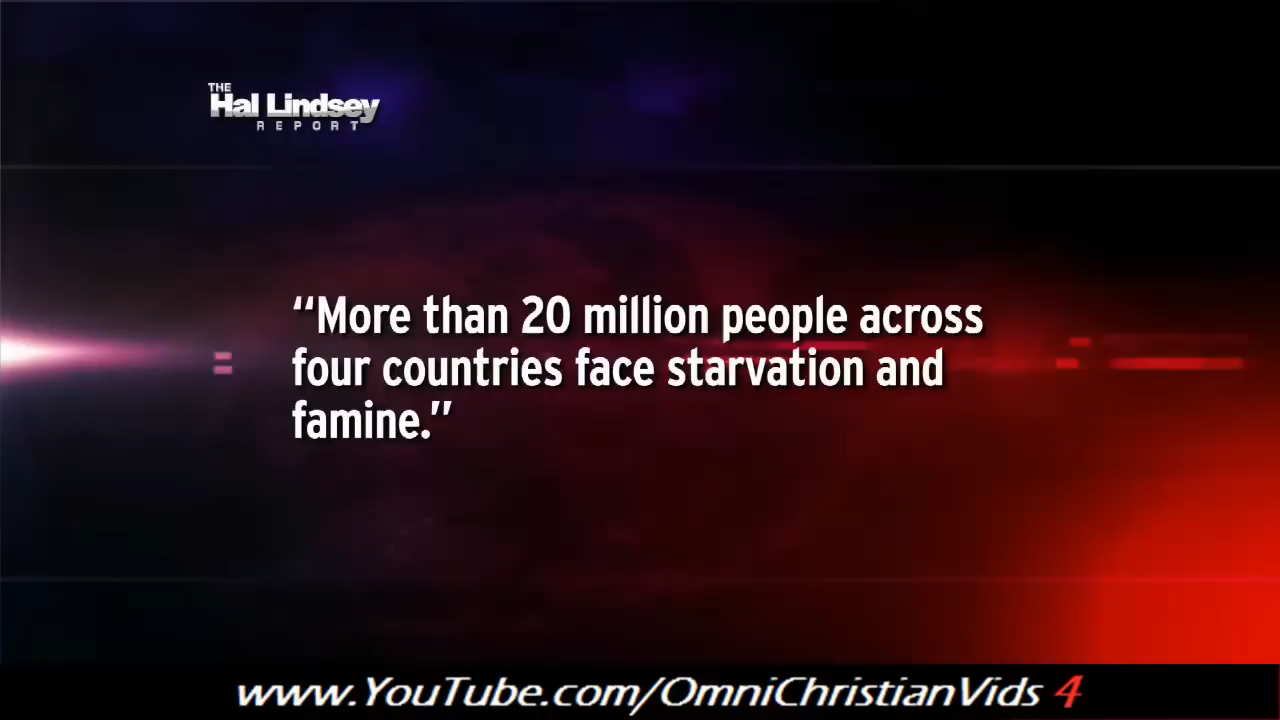 THE
Hal Lindsey
REPORT
“More than 20 million people across
four countries face starvation and
famine.”
www.YouTube.com/OmniChristianVids 4